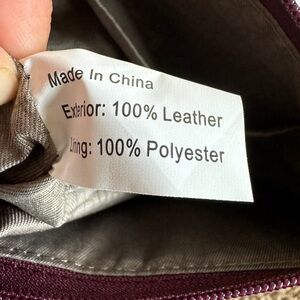 Made In China
Exterior: 100% Leather
Lining: 100% Polyester